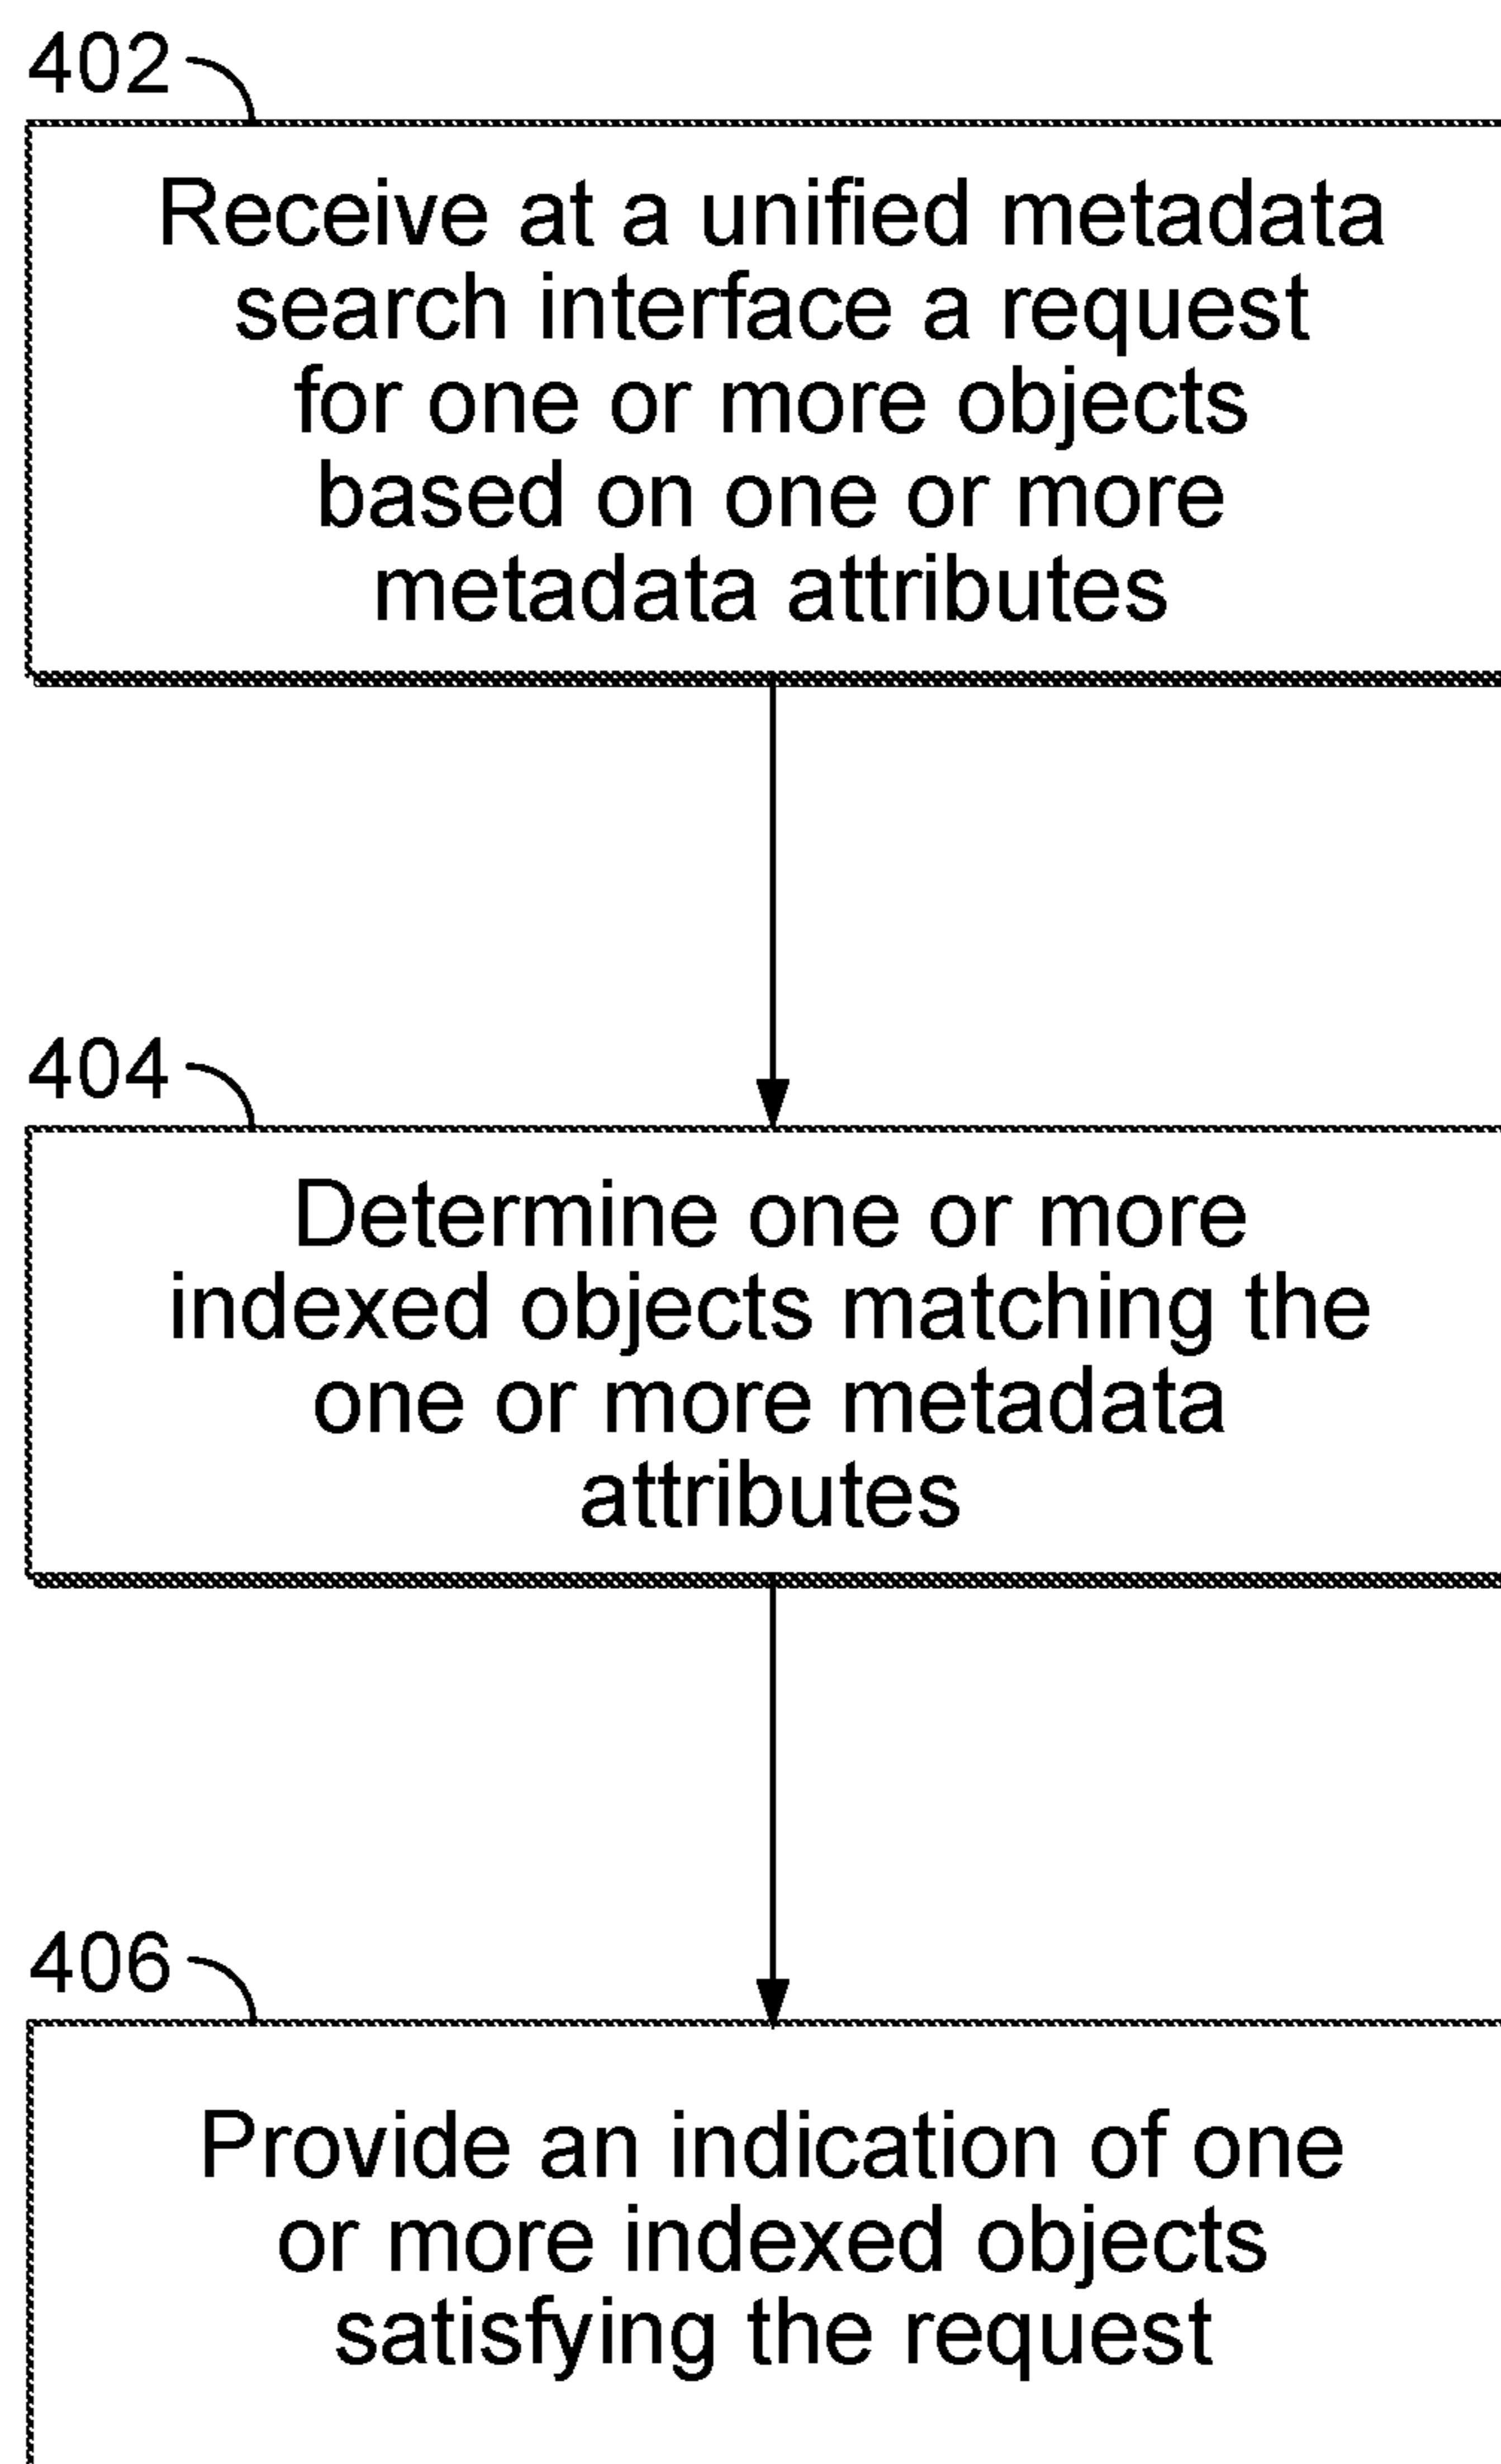 402
Receive at a unified metadata
search interface a request
for one or more objects
based on one or more
metadata attributes
404
Determine one or more
indexed objects matching the
one or more metadata
attributes
406
Provide an indication of one
or more indexed objects
satisfying the request